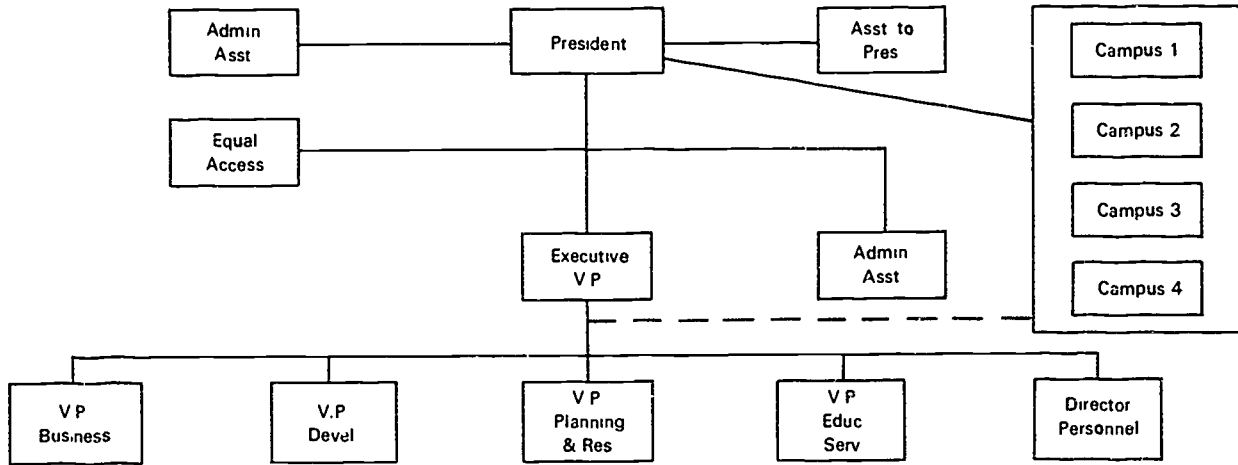 Admin
Asst
President
Asst to
Pres
Campus 1
Equal
Access
Campus 2
Campus 3
Executive
V P
Admin
Asst
Campus 4
V P
Business
V.P
Devel
V P
Planning
& Res
V P
Educ
Serv
Director
Personnel